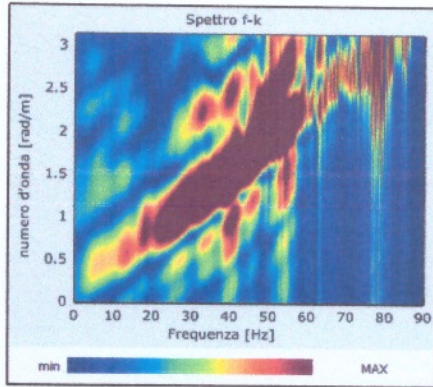 Spettro f-k
numero d'onda [rad/m]
3
2.5
2
1.5
1
0.5
0
0 10 20 30 40 50 60 70 80 90
Frequenza [Hz]
min MAX